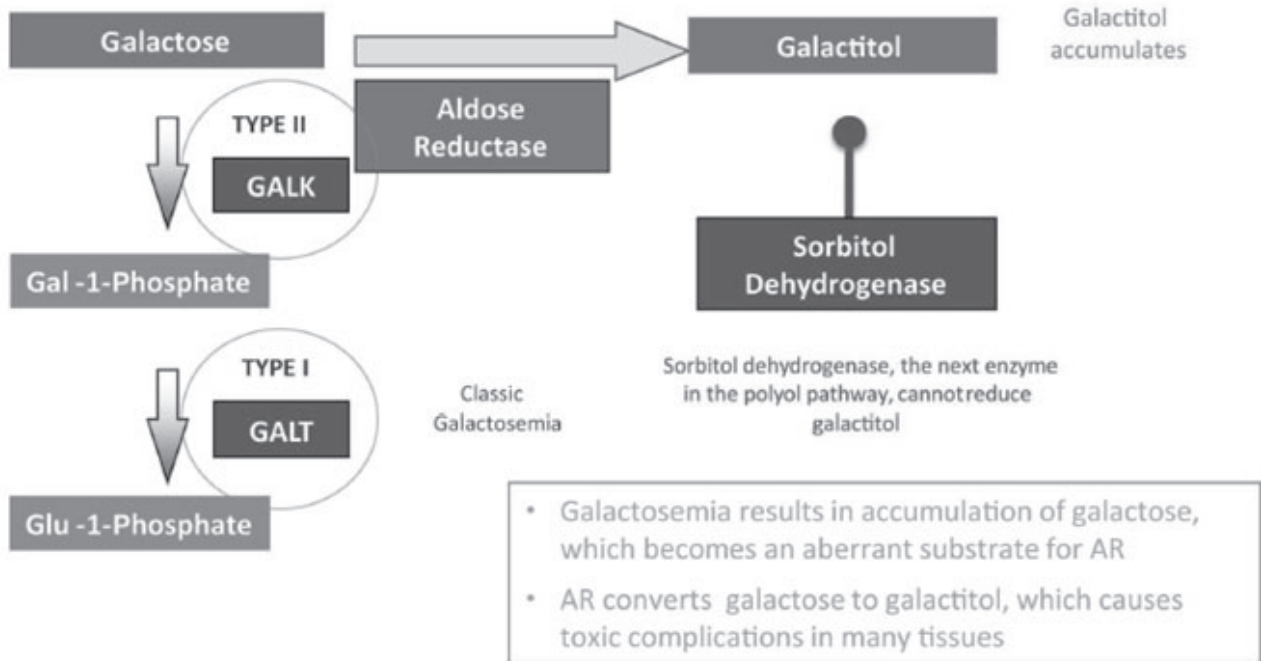 Galactose
Galactitol
Galactitol
accumulates
TYPE II
GALK
Aldose
Reductase
Gal -1-Phosphate
Sorbitol
Dehydrogenase
TYPE I
GALT
Classic
Galactosemia
Sorbitol dehydrogenase, the next enzyme
in the polyol pathway, cannot reduce
galactitol
Glu -1-Phosphate
• Galactosemia results in accumulation of galactose,
which becomes an aberrant substrate for AR
• AR converts galactose to galactitol, which causes
toxic complications in many tissues